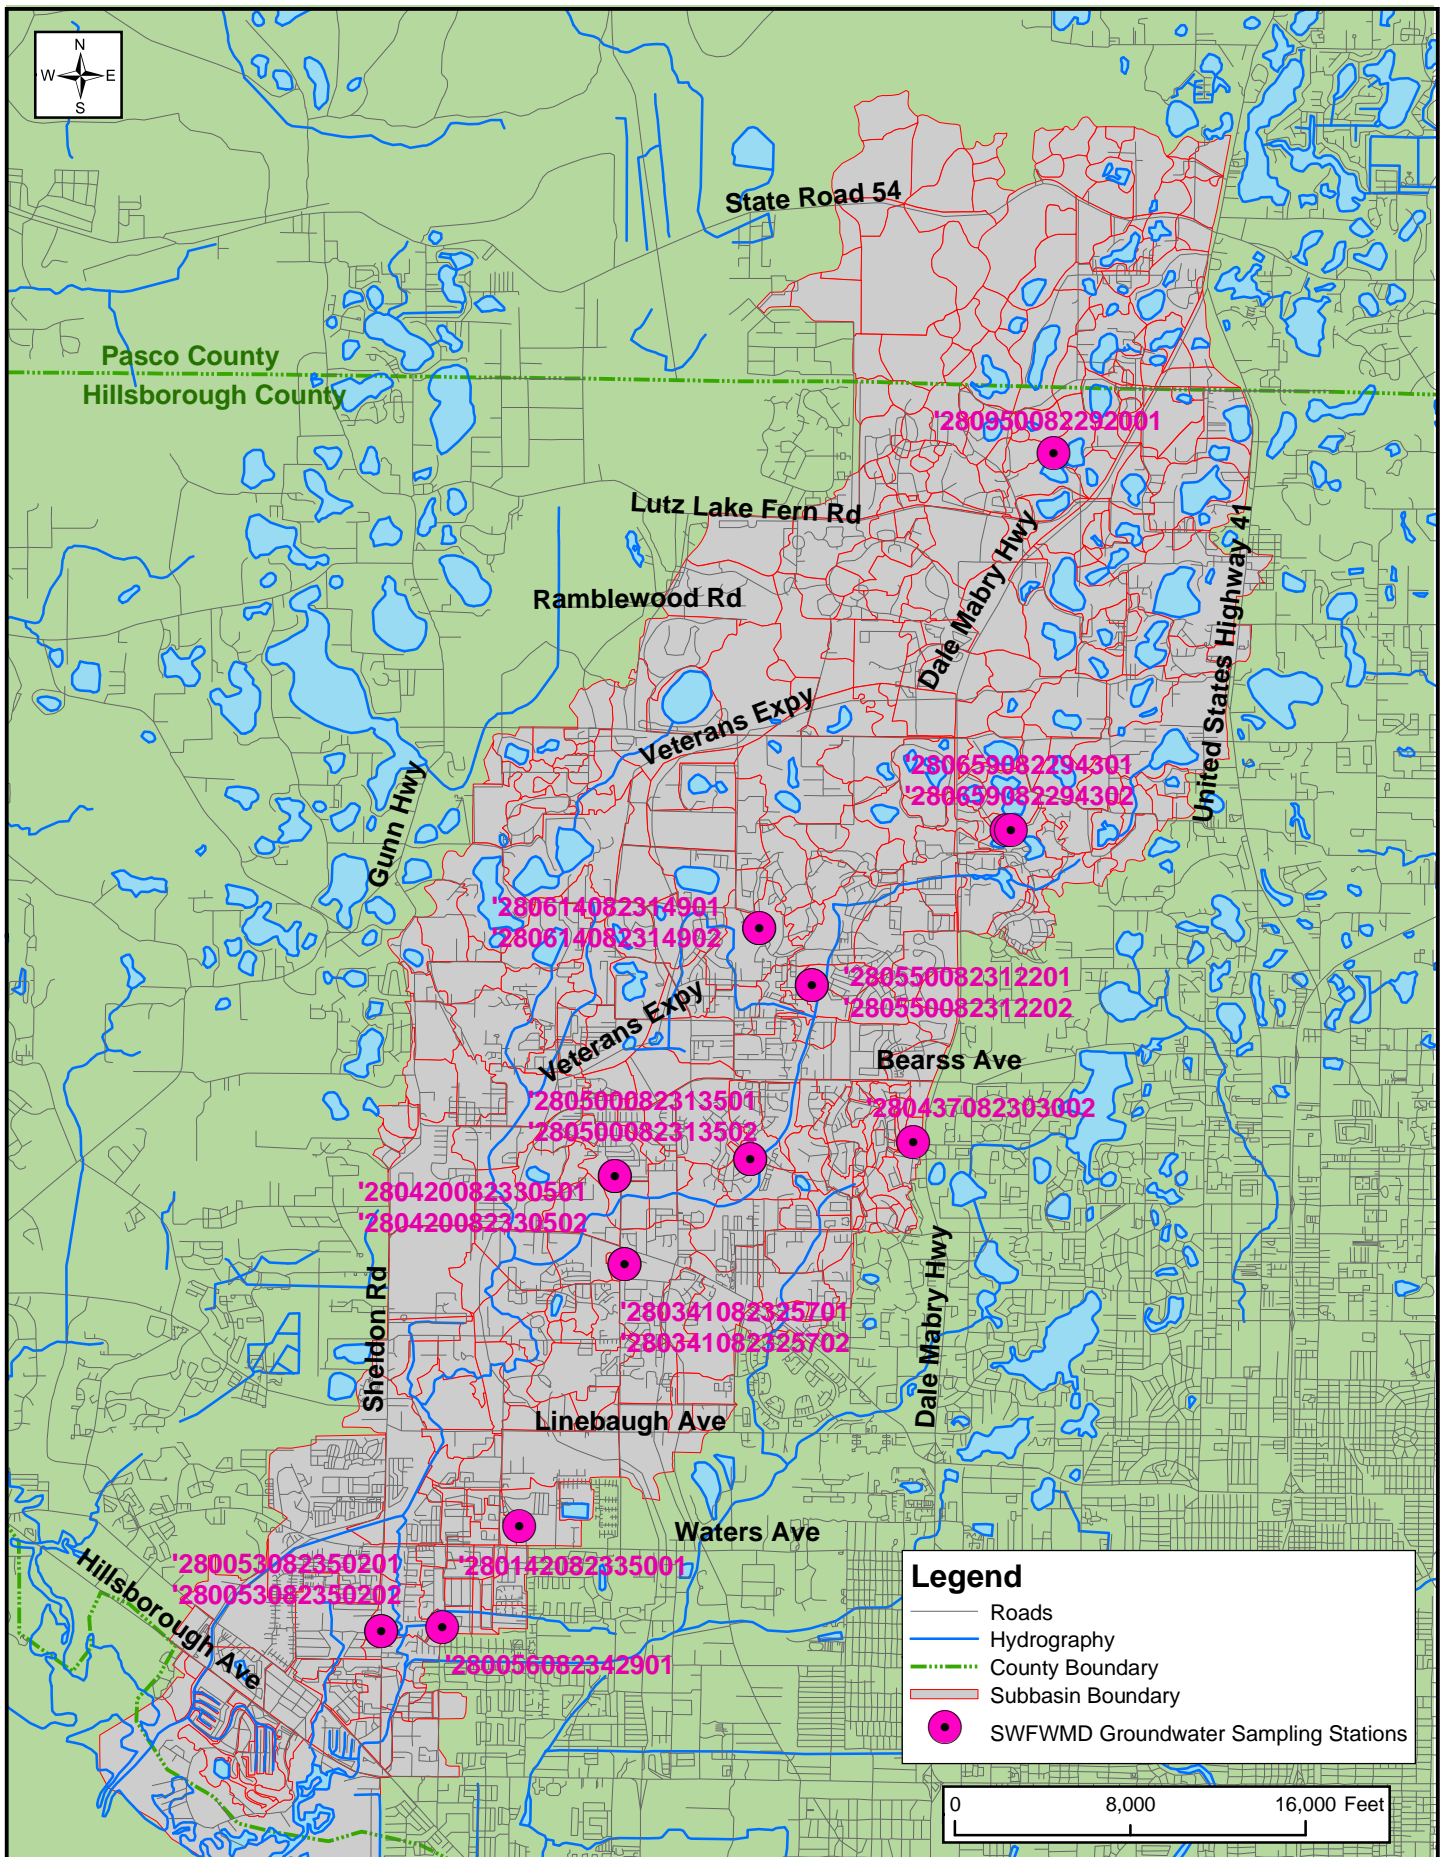 N
W E
S
State Road 54
Pasco County
Hillsborough County
'280950082292001
Lutz Lake Fern Rd
Dale Mabry Hwy
United States Highway 41
Ramblewood Rd
Veterans Expy
Gunn Hwy
'280659082294301
'280659082294302
'280614082314901
'280614082314902
'280550082312201
'280550082312202
Veterans Expy
Bearss Ave
'280500082313501
'280500082313502
'280437082303002
'280420082330501
'280420082330502
Sheldon Rd
Dale Mabry Hwy
'280341082325701
'280341082325702
Linebaugh Ave
Waters Ave
'280053082350201
'280053082350202
'280142082335001
Hillsborough Ave
'280056082342901
Legend
Roads
Hydrography
County Boundary
Subbasin Boundary
SWFWMD Groundwater Sampling Stations
0 8,000 16,000 Feet